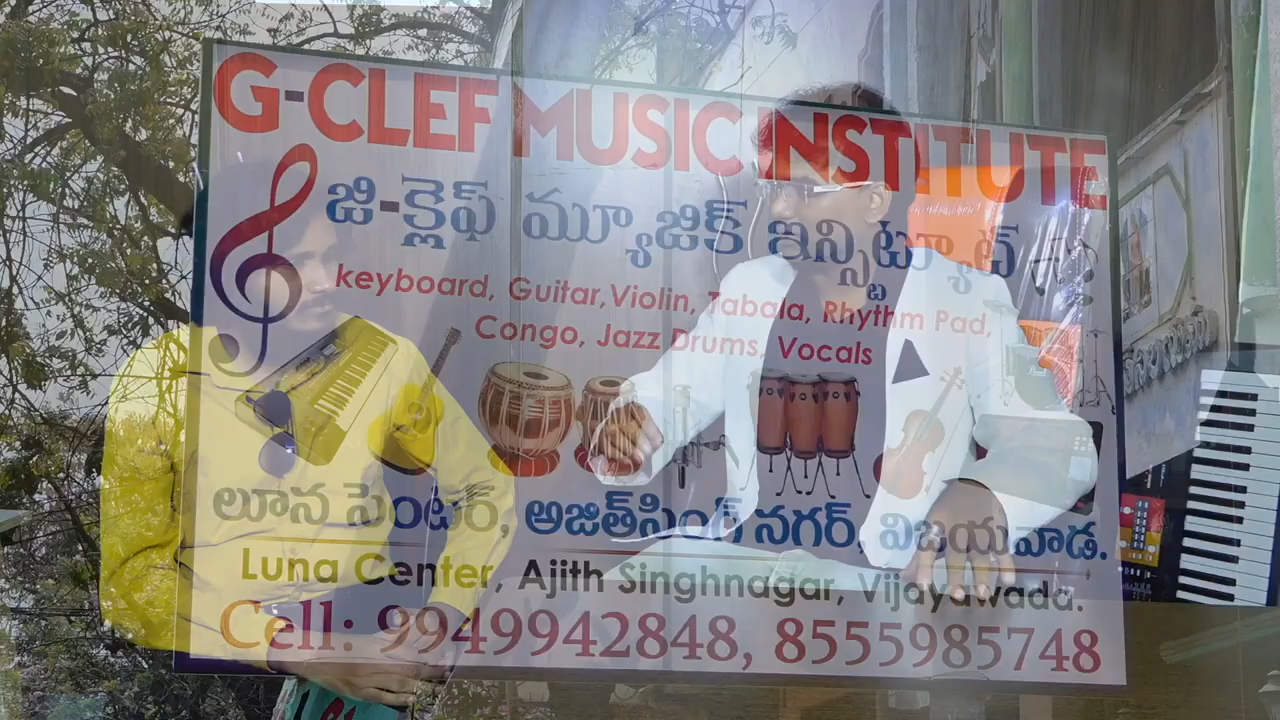 G-CLEF MUSIC INSTITUTE
జి-క్లెఫ్ మ్యూజిక్ ఇన్స్టిట్యూట్
keyboard, Guitar,Violin, Tabala, Rhythm Pad,
Congo, Jazz Drums, Vocals
లూనా సెంటర్, అజిత్‌సింగ్ నగర్, విజయవాడ.
Luna Center, Ajith Singhnagar, Vijayawada.
Cell: 9949942848, 8555985748